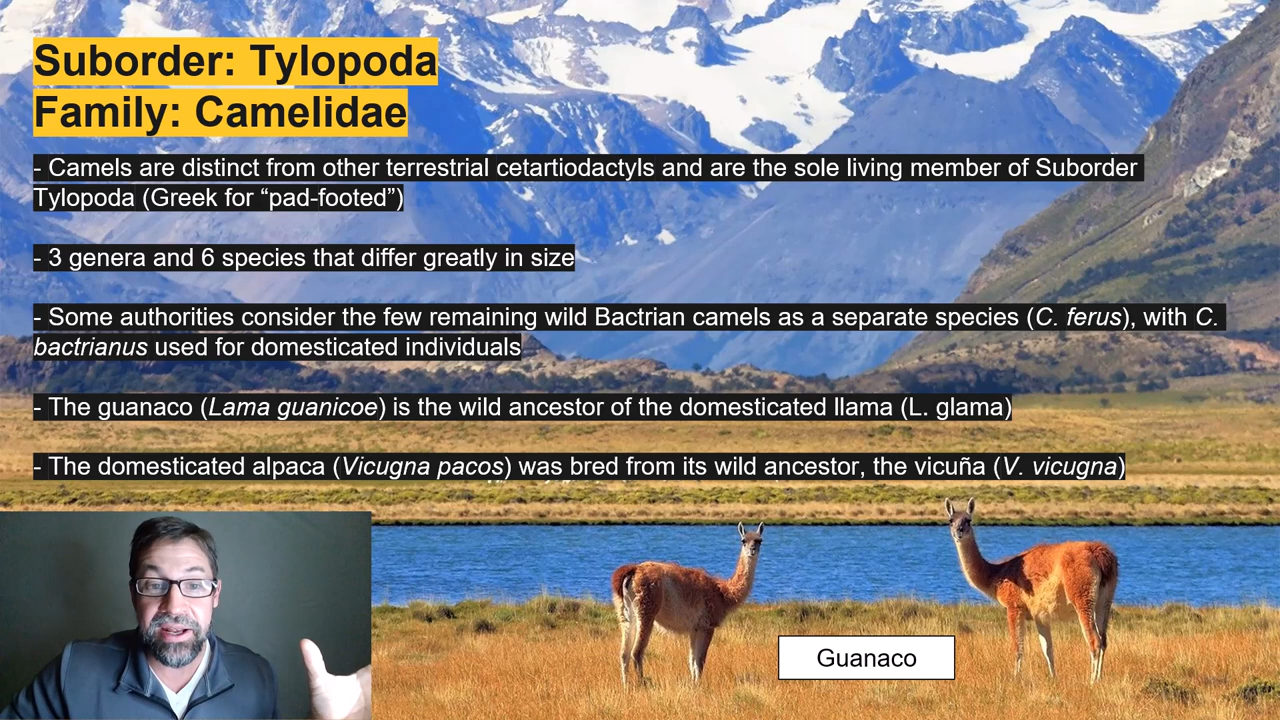 Suborder: Tylopoda
Family: Camelidae
- Camels are distinct from other terrestrial cetartiodactyls and are the sole living member of Suborder
Tylopoda (Greek for “pad-footed”)
- 3 genera and 6 species that differ greatly in size
- Some authorities consider the few remaining wild Bactrian camels as a separate species (C. ferus), with C.
bactrianus used for domesticated individuals
- The guanaco (Lama guanicoe) is the wild ancestor of the domesticated llama (L. glama)
- The domesticated alpaca (Vicugna pacos) was bred from its wild ancestor, the vicuña (V. vicugna)
Guanaco